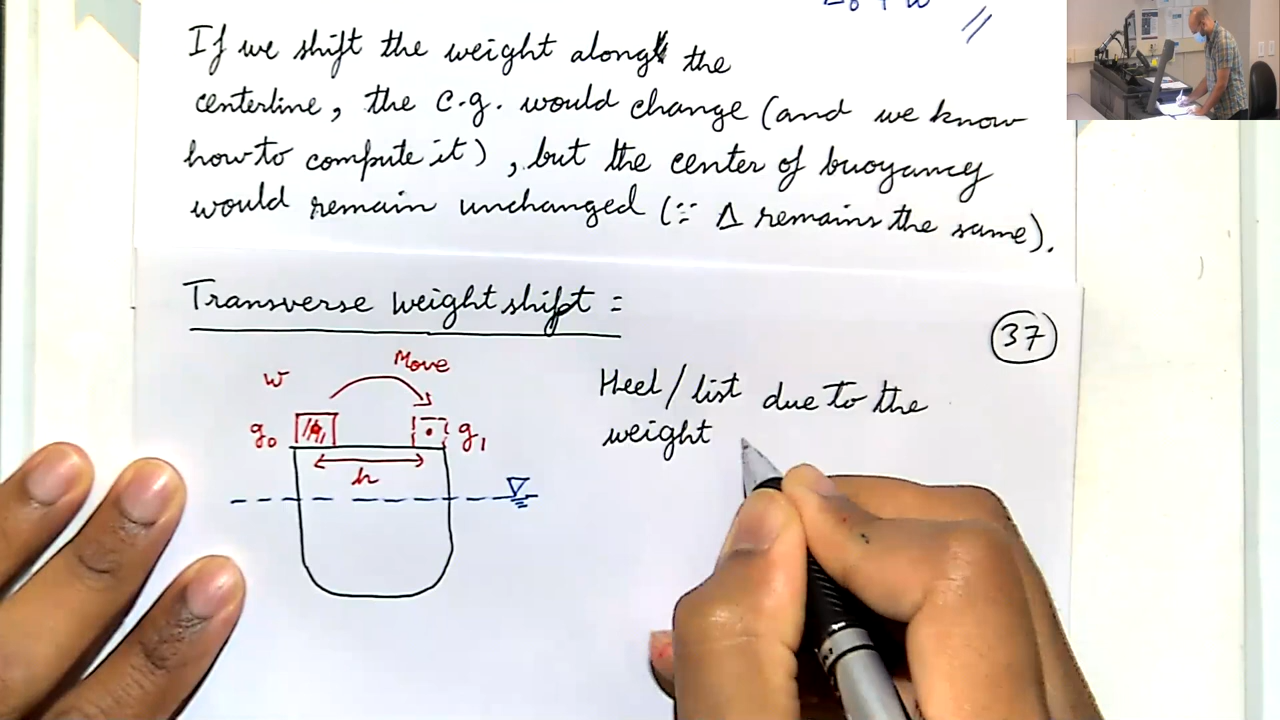 If we shift the weight along the
centerline, the c.g. would change (and we know
how to compute it), but the center of buoyancy
would remain unchanged (∵ Δ remains the same).
Transverse weight shift :
37
Move
w
Heel/list due to the
weight
g₀
g₁
h